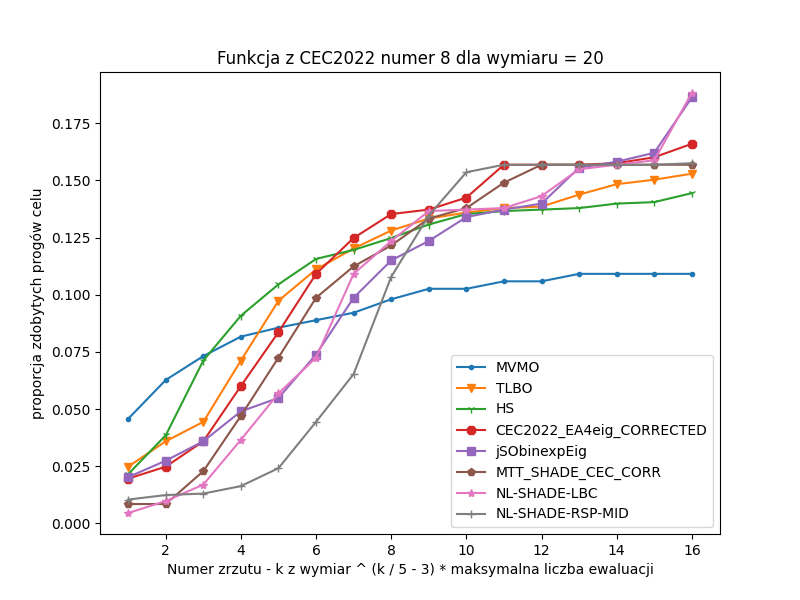 Funkcja z CEC2022 numer 8 dla wymiaru = 20
proporcja zdobytych progów celu
0.175
0.150
0.125
0.100
0.075
0.050
0.025
0.000
MVMO
TLBO
HS
CEC2022_EA4eig_CORRECTED
jSObinexpEig
MTT_SHADE_CEC_CORR
NL-SHADE-LBC
NL-SHADE-RSP-MID
2 4 6 8 10 12 14 16
Numer zrzutu - k z wymiar ^ (k / 5 - 3) * maksymalna liczba ewaluacji